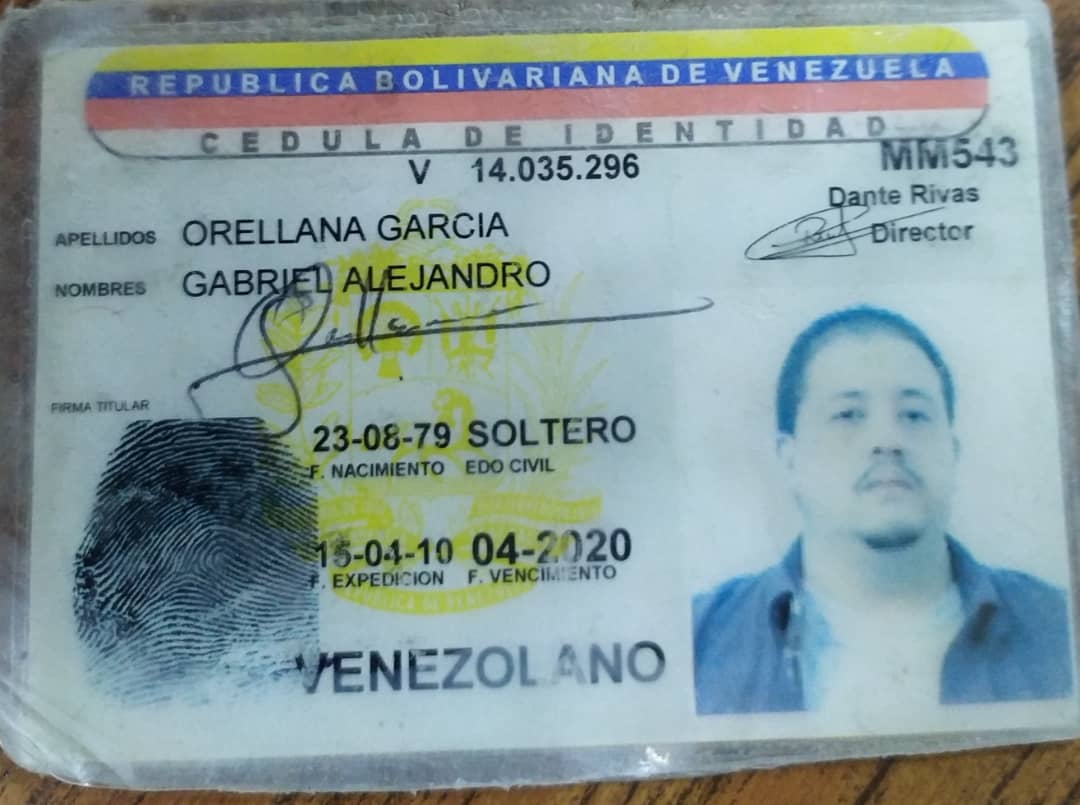 REPUBLICA BOLIVARIANA DE VENEZUELA
CEDULA DE IDENTIDAD
V 14.035.296
MM543
Dante Rivas
Director
APELLIDOS ORELLANA GARCIA
NOMBRES GABRIEL ALEJANDRO
FIRMA TITULAR
23-08-79 SOLTERO
F. NACIMIENTO EDO CIVIL
15-04-10 04-2020
F. EXPEDICION F. VENCIMIENTO
VENEZOLANO